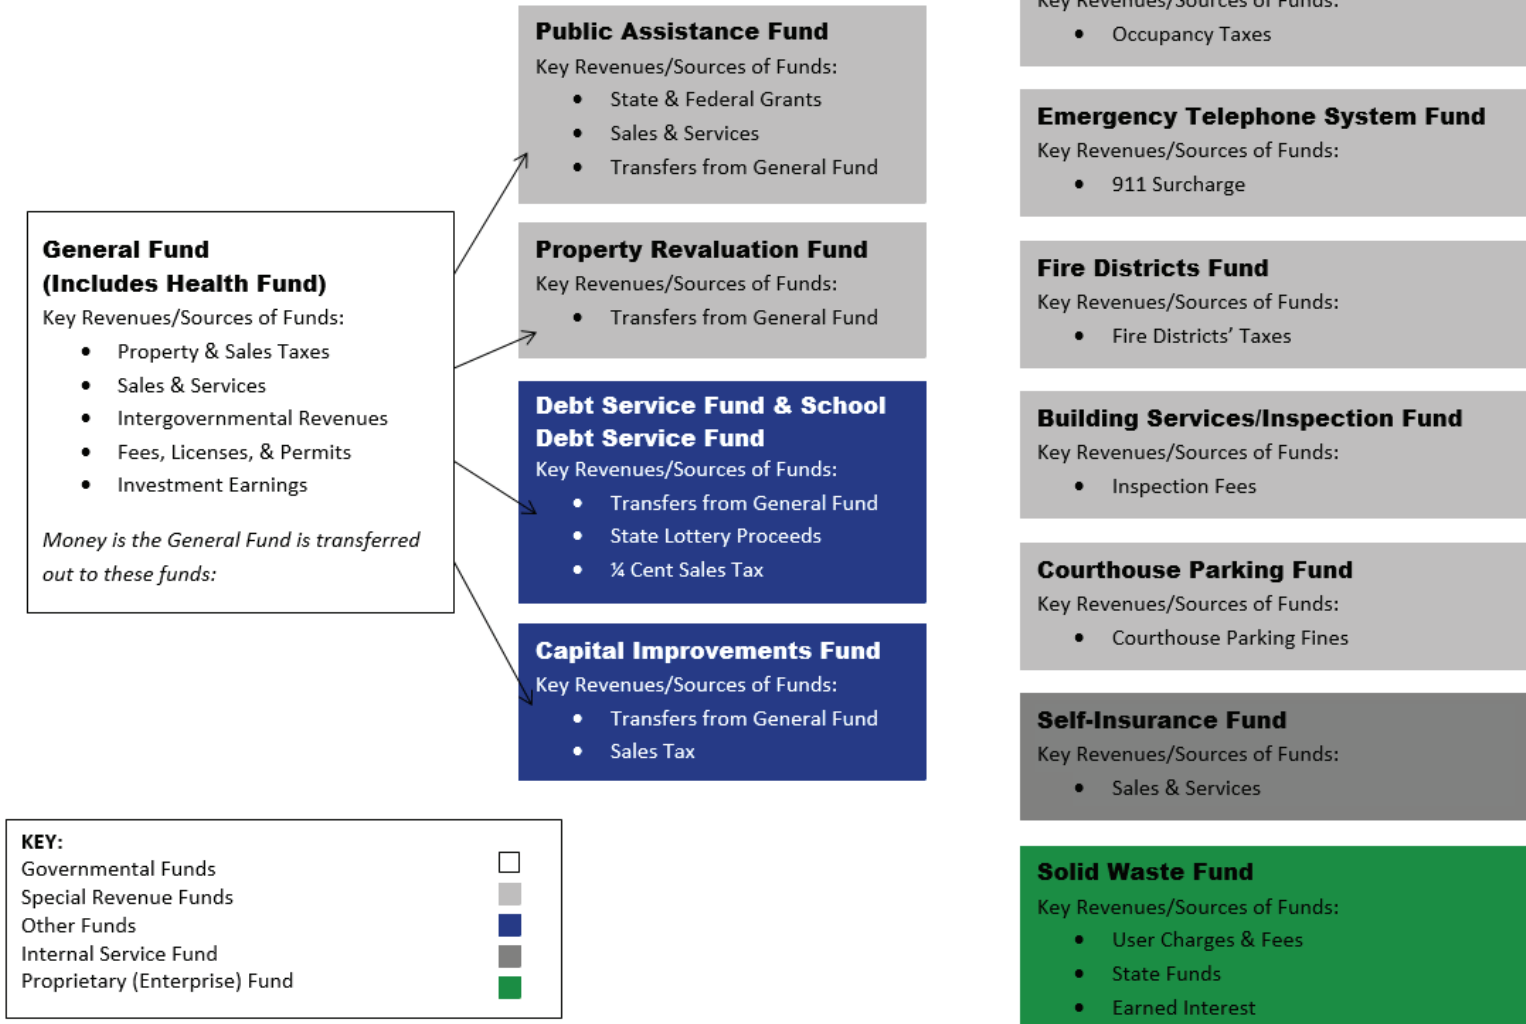 General Fund
(Includes Health Fund)
Key Revenues/Sources of Funds:
• Property & Sales Taxes
• Sales & Services
• Intergovernmental Revenues
• Fees, Licenses, & Permits
• Investment Earnings
Money is the General Fund is transferred
out to these funds:
Public Assistance Fund
Key Revenues/Sources of Funds:
• State & Federal Grants
• Sales & Services
• Transfers from General Fund
Property Revaluation Fund
Key Revenues/Sources of Funds:
• Transfers from General Fund
Debt Service Fund & School
Debt Service Fund
Key Revenues/Sources of Funds:
• Transfers from General Fund
• State Lottery Proceeds
• ¼ Cent Sales Tax
Capital Improvements Fund
Key Revenues/Sources of Funds:
• Transfers from General Fund
• Sales Tax
Key Revenues/Sources of Funds:
• Occupancy Taxes
Emergency Telephone System Fund
Key Revenues/Sources of Funds:
• 911 Surcharge
Fire Districts Fund
Key Revenues/Sources of Funds:
• Fire Districts’ Taxes
Building Services/Inspection Fund
Key Revenues/Sources of Funds:
• Inspection Fees
Courthouse Parking Fund
Key Revenues/Sources of Funds:
• Courthouse Parking Fines
Self-Insurance Fund
Key Revenues/Sources of Funds:
• Sales & Services
Solid Waste Fund
Key Revenues/Sources of Funds:
• User Charges & Fees
• State Funds
• Earned Interest
KEY:
Governmental Funds
Special Revenue Funds
Other Funds
Internal Service Fund
Proprietary (Enterprise) Fund